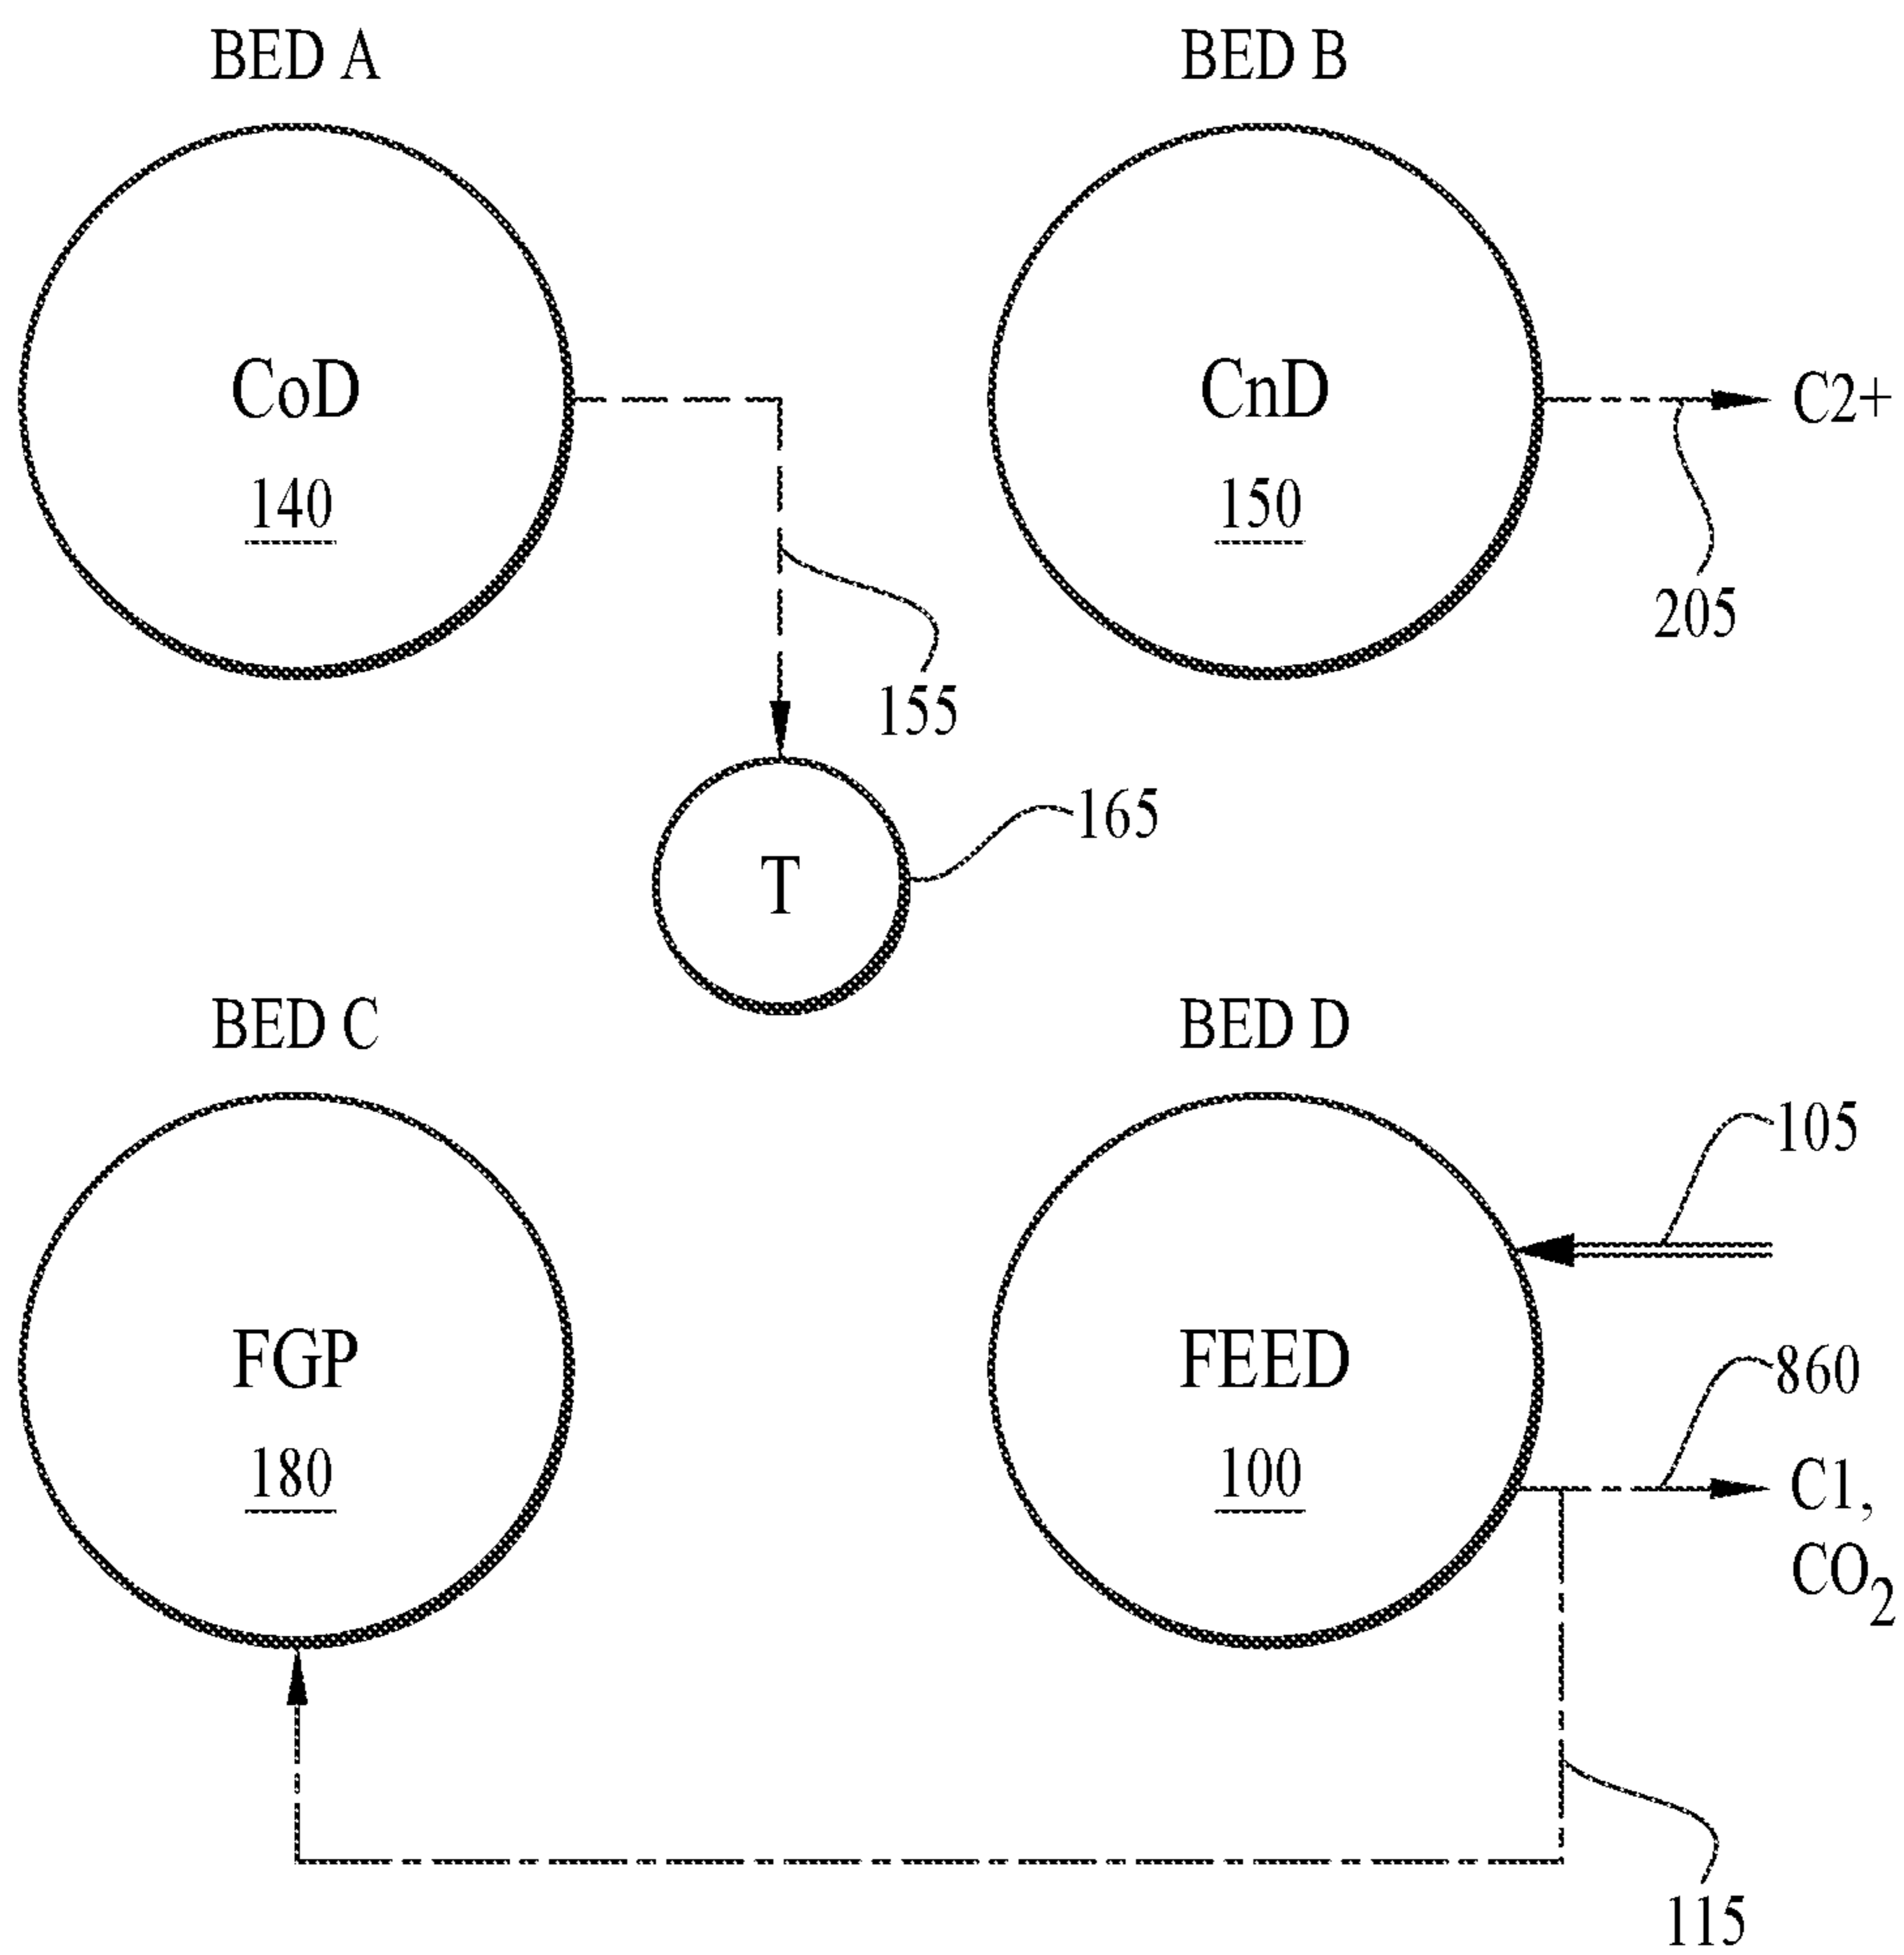 BED A
BED B
CoD
140
CnD
150
C2+
205
155
T
165
BED C
BED D
105
FGP
180
FEED
100
860
C1,
CO2
115